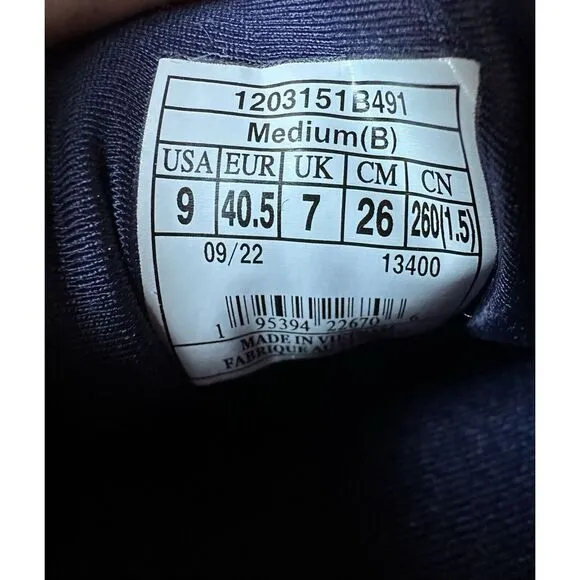 1203151B491
Medium(B)
USA EUR UK CM CN
9 40.5 7 26 260(1.5)
09/22 13400
1 95394 22670 6
MADE IN
FABRIQUE AU